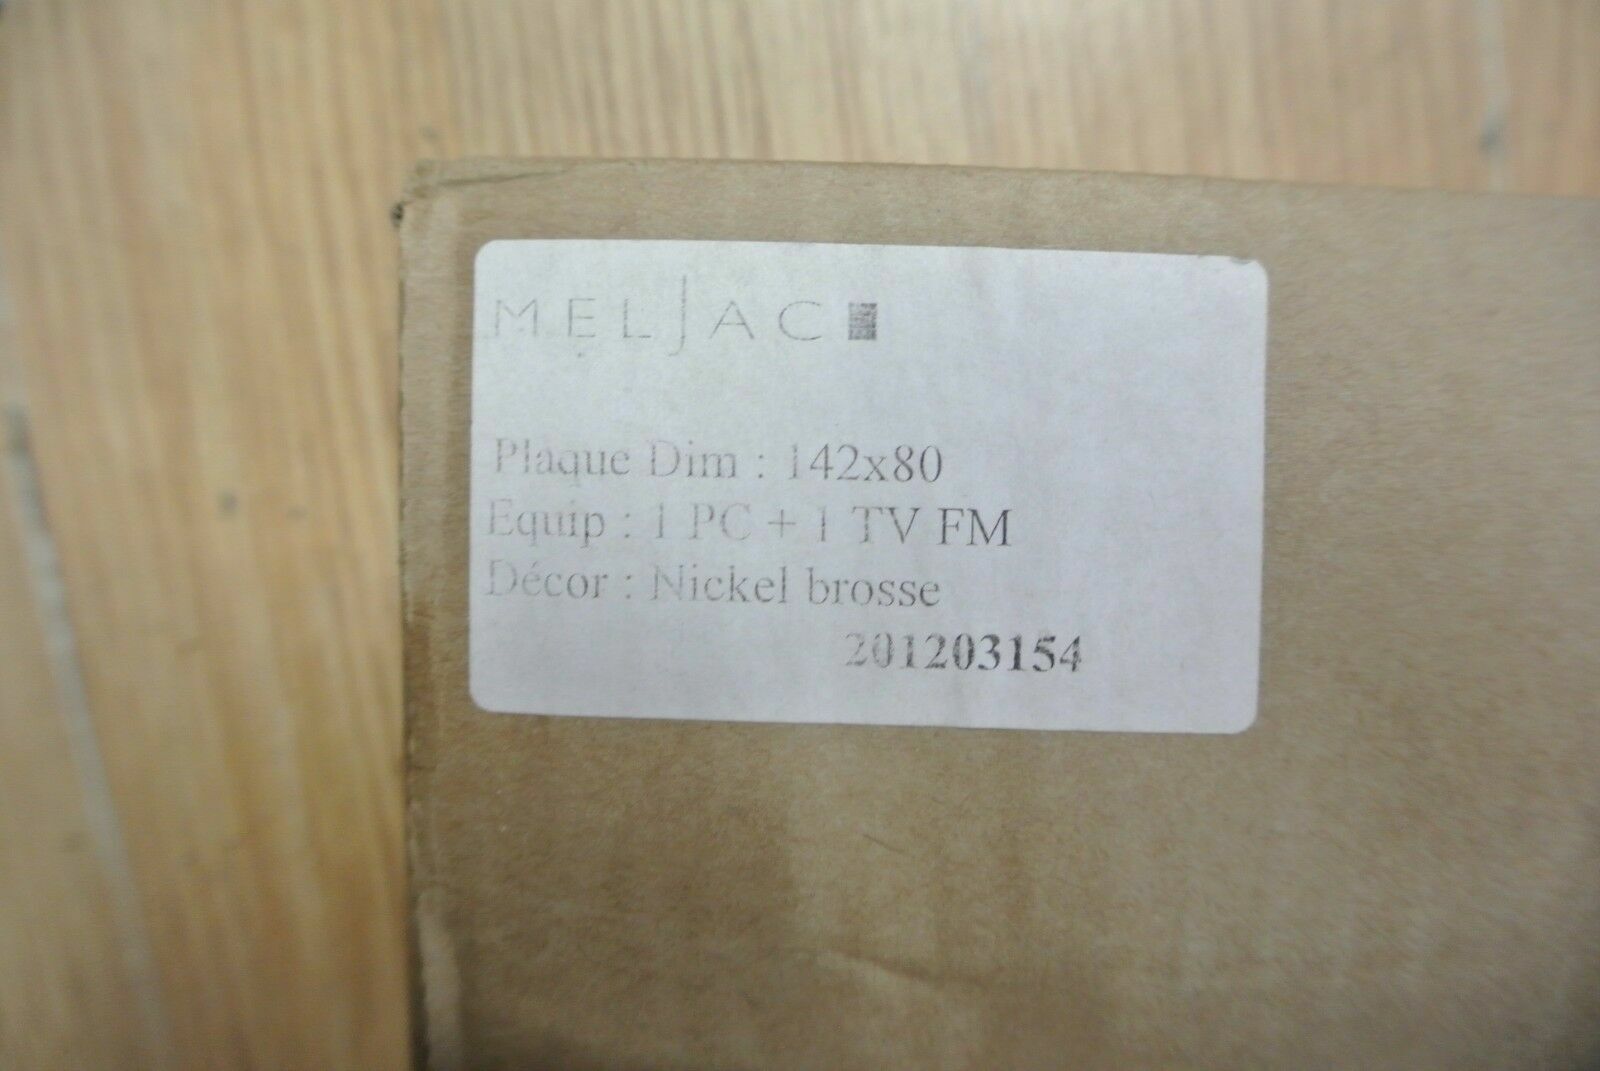 MELJAC
Plaque Dim : 142x80
Equip : 1 PC + 1 TV FM
Décor : Nickel brosse
201203154